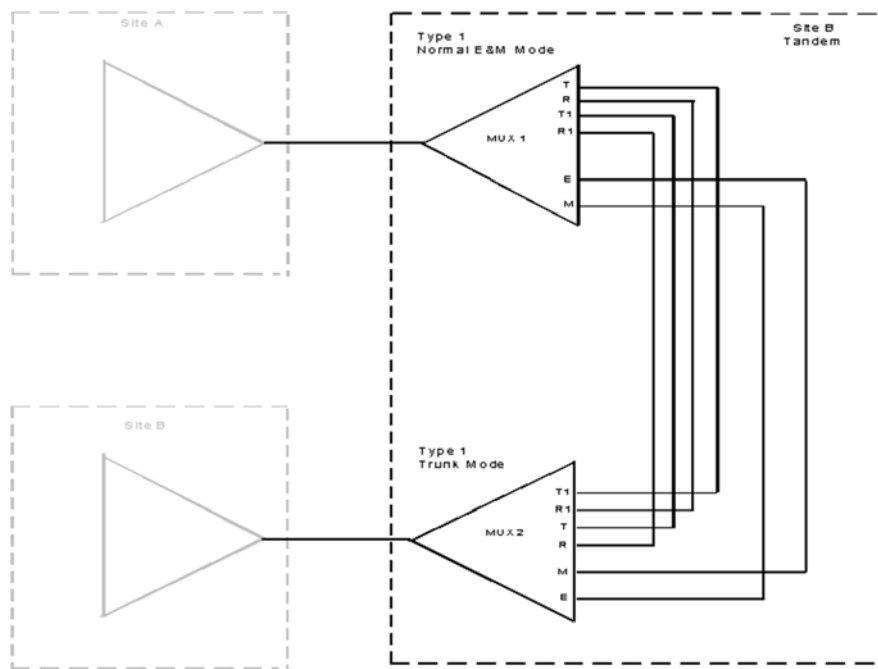 Site A
Type 1
Normal E&M Mode
Site B
Tandem
T
R
T1
R1
E
M
MUX 1
Site B
Type 1
Trunk Mode
T1
R1
T
R
M
E
MUX2